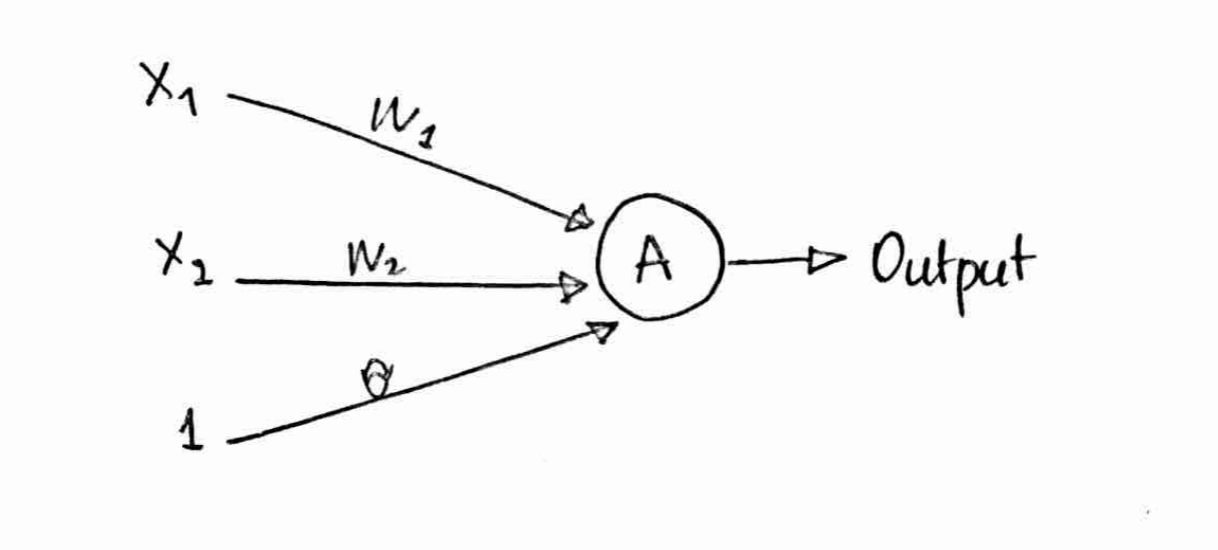 X₁
W₁
X₂
W₂
A
Output
θ
1